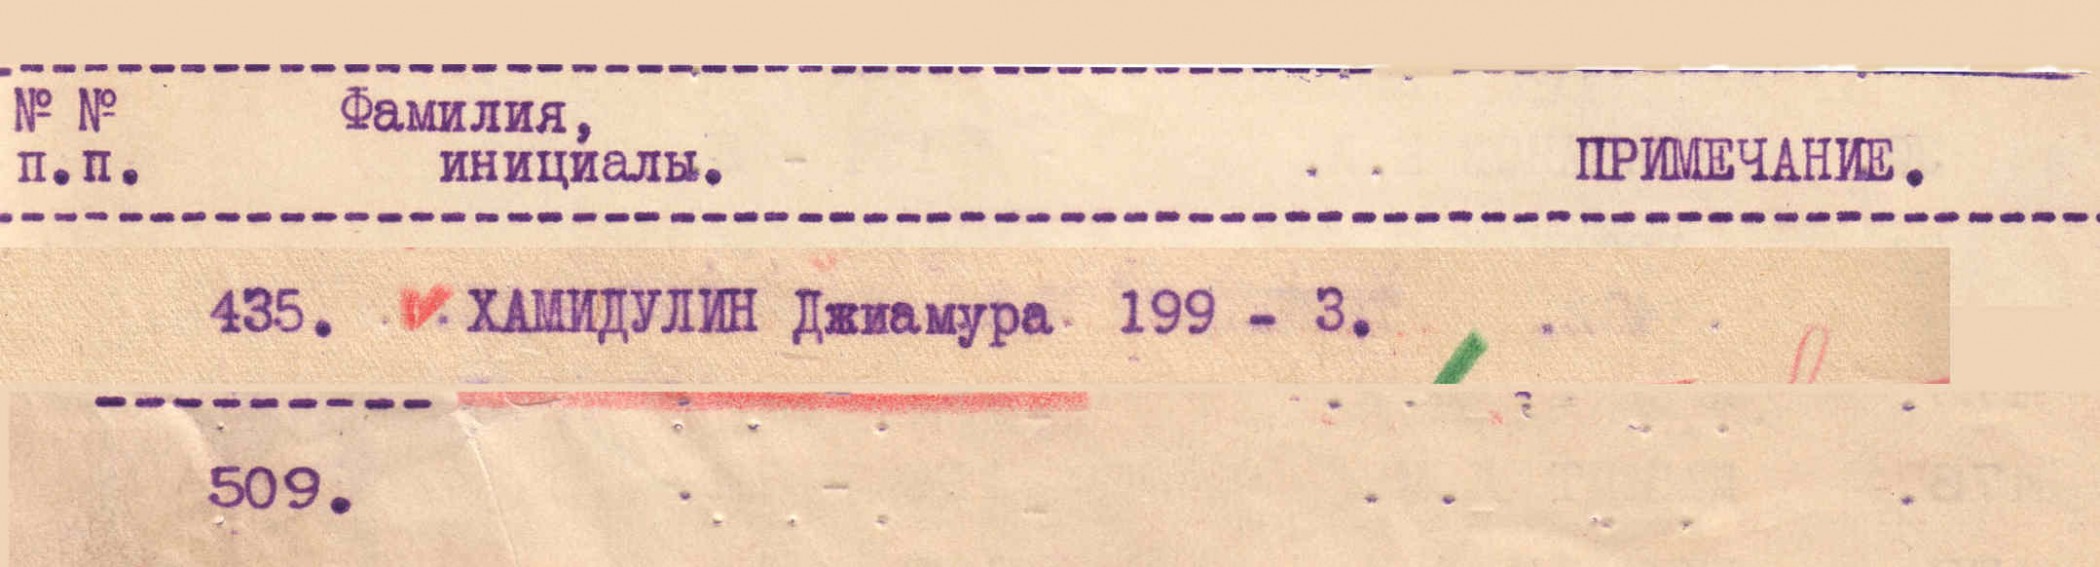 № № Фамилия,
п.п. инициалы. ПРИМЕЧАНИЕ.
435. ХАМИДУЛИН Джиамура 199 - 3.
509.